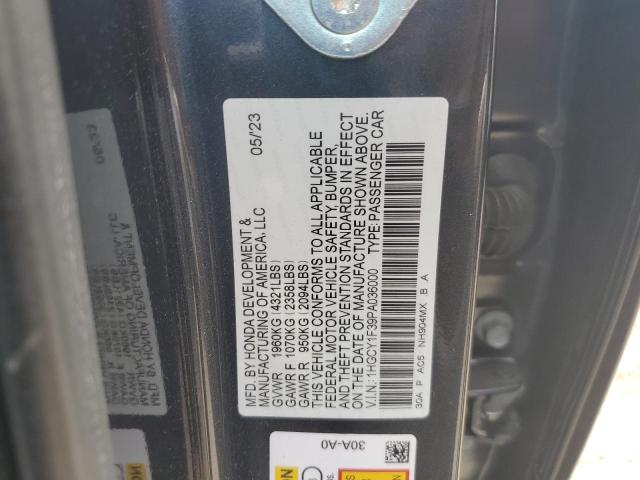 MFD. BY HONDA DEVELOPMENT & 05/23
MANUFACTURING OF AMERICA, LLC
GVWR 1960KG (4321LBS)
GAWR F 1070KG (2358LBS)
GAWR R 950KG (2094LBS)
THIS VEHICLE CONFORMS TO ALL APPLICABLE
FEDERAL MOTOR VEHICLE SAFETY, BUMPER,
AND THEFT PREVENTION STANDARDS IN EFFECT
ON THE DATE OF MANUFACTURE SHOWN ABOVE.
V.I.N.: 1HGCY1F39PA036000 TYPE:PASSENGER CAR
30A P AC5 NH904MX B A
30A-A0